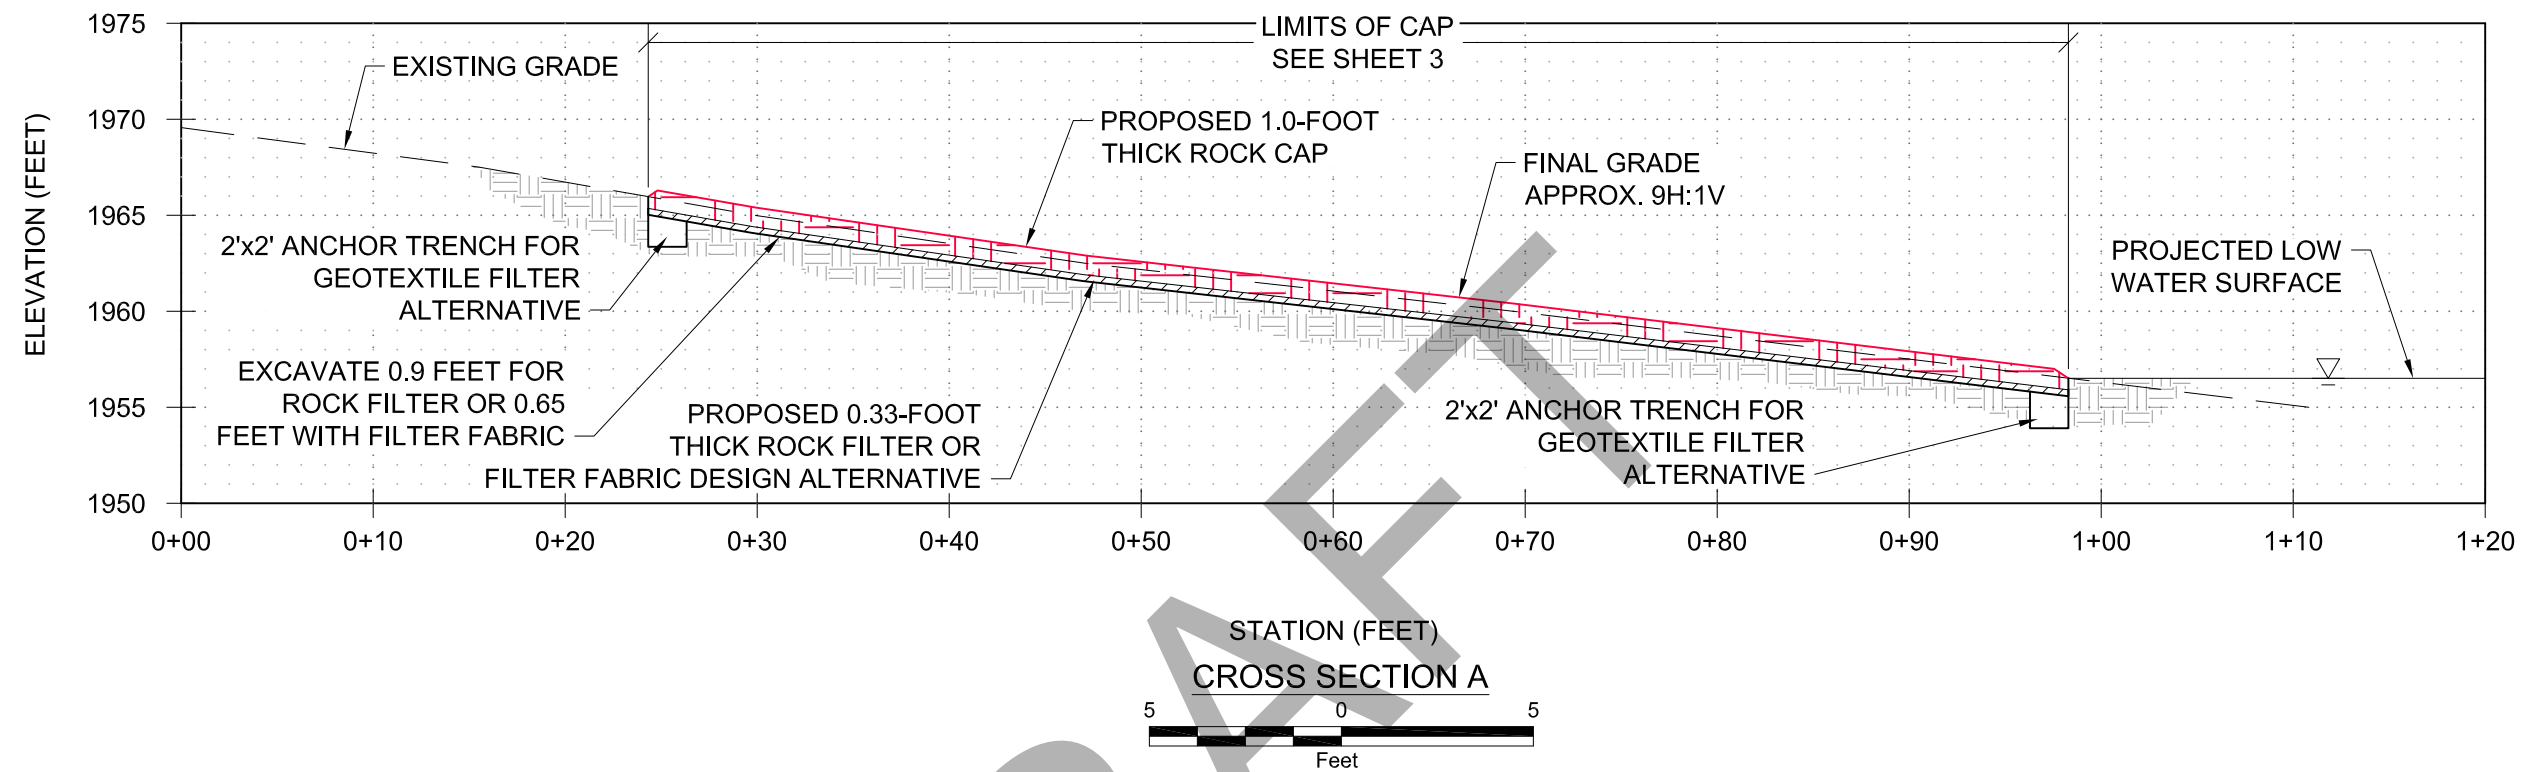 1975
1970
1965
1960
1955
1950
ELEVATION (FEET)
LIMITS OF CAP
SEE SHEET 3
EXISTING GRADE
PROPOSED 1.0-FOOT
THICK ROCK CAP
FINAL GRADE
APPROX. 9H:1V
2'x2' ANCHOR TRENCH FOR
GEOTEXTILE FILTER
ALTERNATIVE
PROJECTED LOW
WATER SURFACE
EXCAVATE 0.9 FEET FOR
ROCK FILTER OR 0.65
FEET WITH FILTER FABRIC
PROPOSED 0.33-FOOT
THICK ROCK FILTER OR
FILTER FABRIC DESIGN ALTERNATIVE
2'x2' ANCHOR TRENCH FOR
GEOTEXTILE FILTER
ALTERNATIVE
0+00 0+10 0+20 0+30 0+40 0+50 0+60 0+70 0+80 0+90 1+00 1+10 1+20
STATION (FEET)
CROSS SECTION A
5 0 5
Feet
RAFT